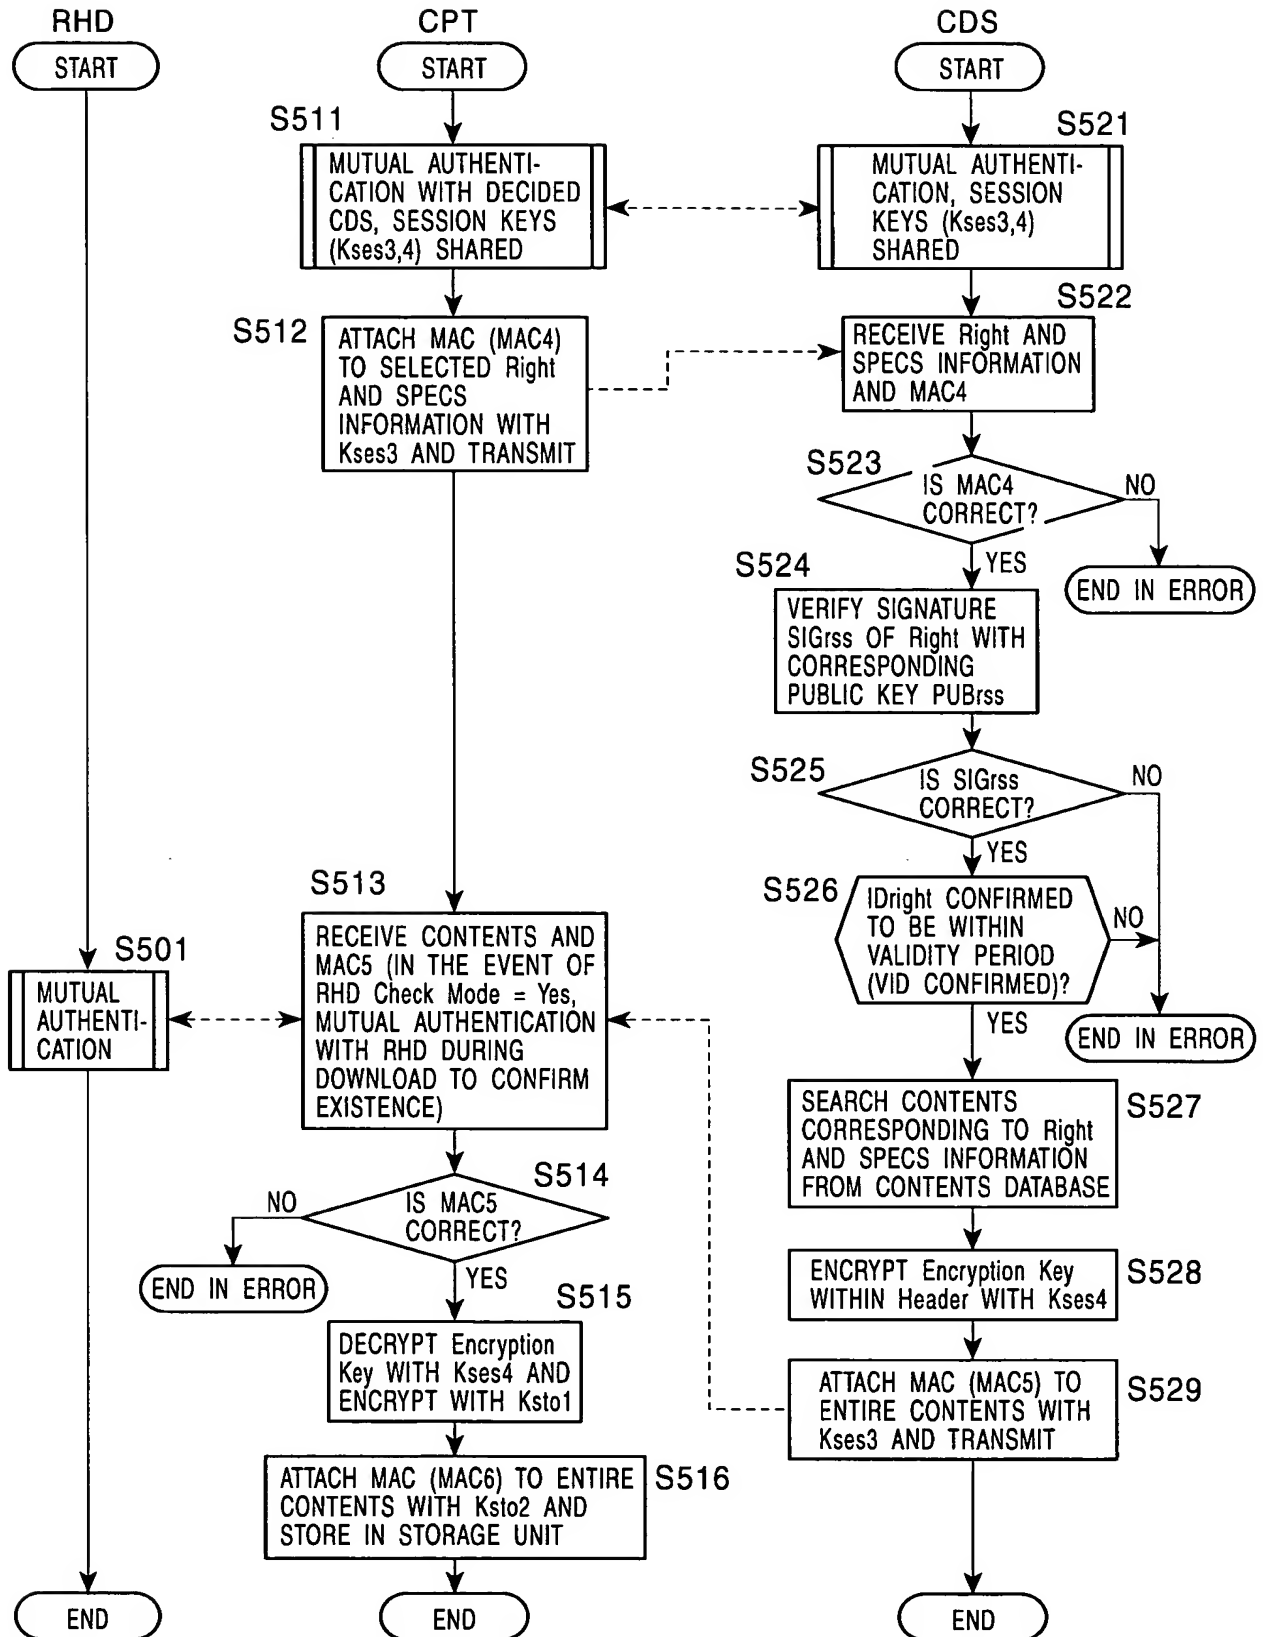 RHD
START
S501
MUTUAL
AUTHENTI-
CATION
END
CPT
START
S511
MUTUAL AUTHENTI-
CATION WITH DECIDED
CDS, SESSION KEYS
(Kses3,4) SHARED
S512
ATTACH MAC (MAC4)
TO SELECTED Right
AND SPECS
INFORMATION WITH
Kses3 AND TRANSMIT
S513
RECEIVE CONTENTS AND
MAC5 (IN THE EVENT OF
RHD Check Mode = Yes,
MUTUAL AUTHENTICATION
WITH RHD DURING
DOWNLOAD TO CONFIRM
EXISTENCE)
S514
IS MAC5
CORRECT?
NO
END IN ERROR
YES
S515
DECRYPT Encryption
Key WITH Kses4 AND
ENCRYPT WITH Ksto1
S516
ATTACH MAC (MAC6) TO ENTIRE
CONTENTS WITH Ksto2 AND
STORE IN STORAGE UNIT
END
CDS
START
S521
MUTUAL AUTHENTI-
CATION, SESSION
KEYS (Kses3,4)
SHARED
S522
RECEIVE Right AND
SPECS INFORMATION
AND MAC4
S523
IS MAC4
CORRECT?
NO
END IN ERROR
YES
S524
VERIFY SIGNATURE
SIGrss OF Right WITH
CORRESPONDING
PUBLIC KEY PUBrss
S525
IS SIGrss
CORRECT?
NO
YES
S526
IDright CONFIRMED
TO BE WITHIN
VALIDITY PERIOD
(VID CONFIRMED)?
NO
END IN ERROR
YES
S527
SEARCH CONTENTS
CORRESPONDING TO Right
AND SPECS INFORMATION
FROM CONTENTS DATABASE
S528
ENCRYPT Encryption Key
WITHIN Header WITH Kses4
S529
ATTACH MAC (MAC5) TO
ENTIRE CONTENTS WITH
Kses3 AND TRANSMIT
END